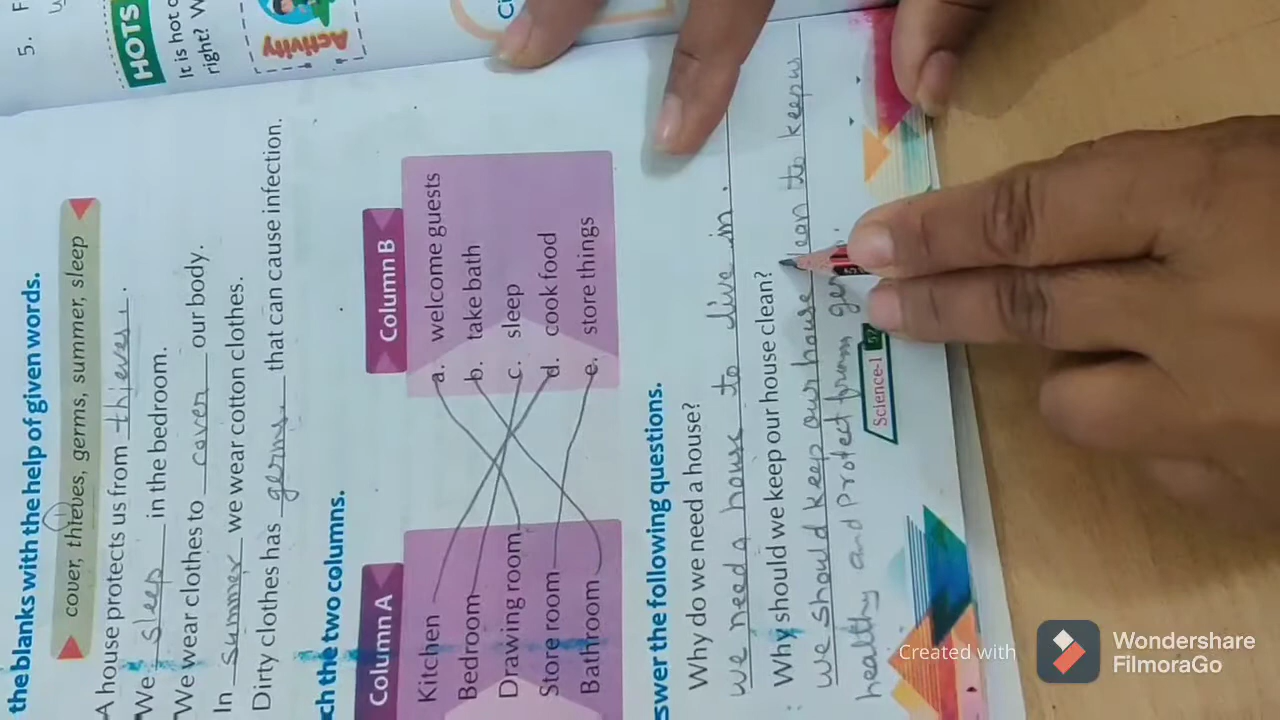 5. F
HOTS
It is hot o
right? W
Activity
the blanks with the help of given words.
cover, thieves, germs, summer, sleep
A house protects us from thieves.
We sleep in the bedroom.
We wear clothes to cover our body.
In summer we wear cotton clothes.
Dirty clothes has germs that can cause infection.
ch the two columns.
Column A Column B
Kitchen a. welcome guests
Bedroom b. take bath
Drawing room c. sleep
Store room d. cook food
Bathroom e. store things
swer the following questions.
Why do we need a house?
we need a house to live in.
Why should we keep our house clean?
we should keep our house clean to keep us
healthy and Protect from
Science-1 57
Created with
Wondershare
FilmoraGo